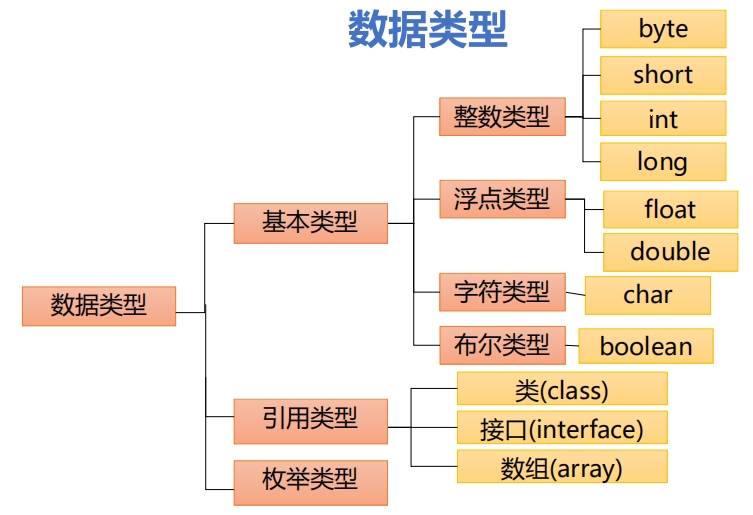 数据类型
数据类型
基本类型
整数类型
byte
short
int
long
浮点类型
float
double
字符类型
char
布尔类型
boolean
引用类型
类(class)
接口(interface)
数组(array)
枚举类型